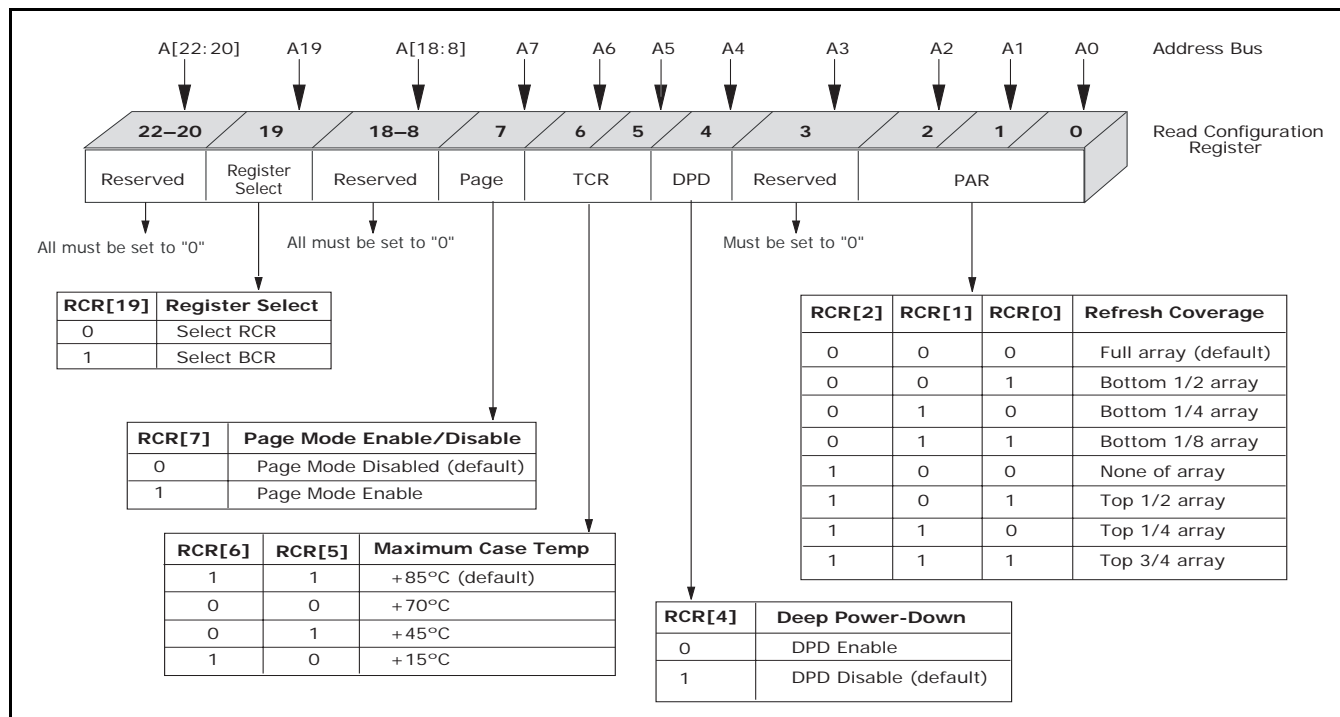 A[22:20] A19 A[18:8] A7 A6 A5 A4 A3 A2 A1 A0 Address Bus
22–20 19 18–8 7 6 5 4 3 2 1 0 Read Configuration
Register
Reserved Register Select Reserved Page TCR DPD Reserved PAR
All must be set to "0" All must be set to "0" Must be set to "0"
RCR[19] Register Select
0 Select RCR
1 Select BCR
RCR[2] RCR[1] RCR[0] Refresh Coverage
0 0 0 Full array (default)
0 0 1 Bottom 1/2 array
0 1 0 Bottom 1/4 array
0 1 1 Bottom 1/8 array
1 0 0 None of array
1 0 1 Top 1/2 array
1 1 0 Top 1/4 array
1 1 1 Top 3/4 array
RCR[7] Page Mode Enable/Disable
0 Page Mode Disabled (default)
1 Page Mode Enable
RCR[6] RCR[5] Maximum Case Temp
1 1 +85°C (default)
0 0 +70°C
0 1 +45°C
1 0 +15°C
RCR[4] Deep Power-Down
0 DPD Enable
1 DPD Disable (default)